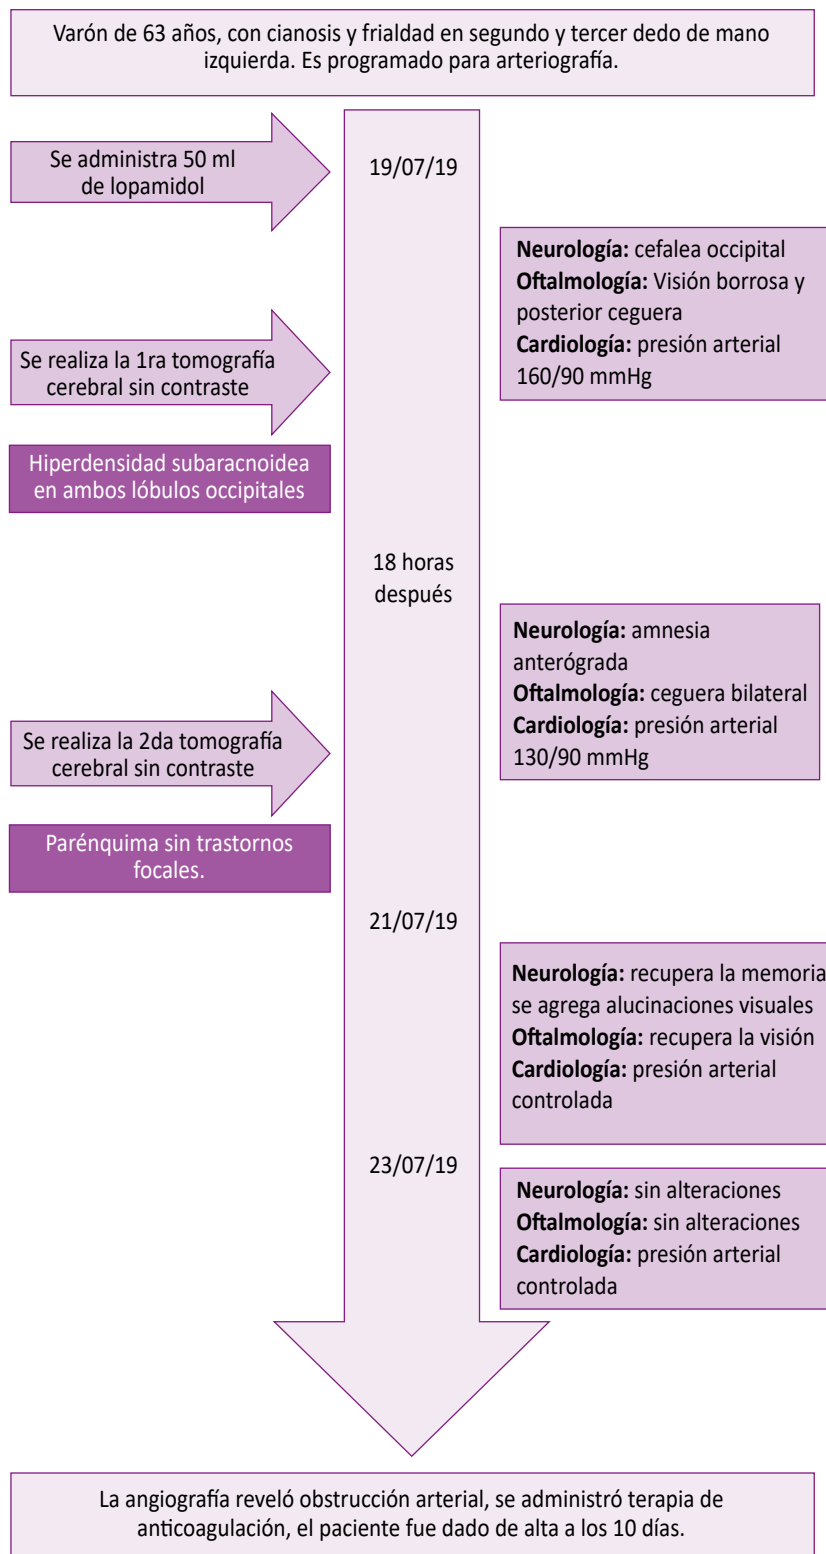 Varón de 63 años, con cianosis y frialdad en segundo y tercer dedo de mano
izquierda. Es programado para arteriografía.
Se administra 50 ml
de lopamidol
19/07/19
Neurología: cefalea occipital
Oftalmología: Visión borrosa y
posterior ceguera
Cardiología: presión arterial
160/90 mmHg
Se realiza la 1ra tomografía
cerebral sin contraste
Hiperdensidad subaracnoidea
en ambos lóbulos occipitales
18 horas
después
Neurología: amnesia
anterógrada
Oftalmología: ceguera bilateral
Cardiología: presión arterial
130/90 mmHg
Se realiza la 2da tomografía
cerebral sin contraste
Parénquima sin trastornos
focales.
21/07/19
Neurología: recupera la memoria
se agrega alucinaciones visuales
Oftalmología: recupera la visión
Cardiología: presión arterial
controlada
23/07/19
Neurología: sin alteraciones
Oftalmología: sin alteraciones
Cardiología: presión arterial
controlada
La angiografía reveló obstrucción arterial, se administró terapia de
anticoagulación, el paciente fue dado de alta a los 10 días.